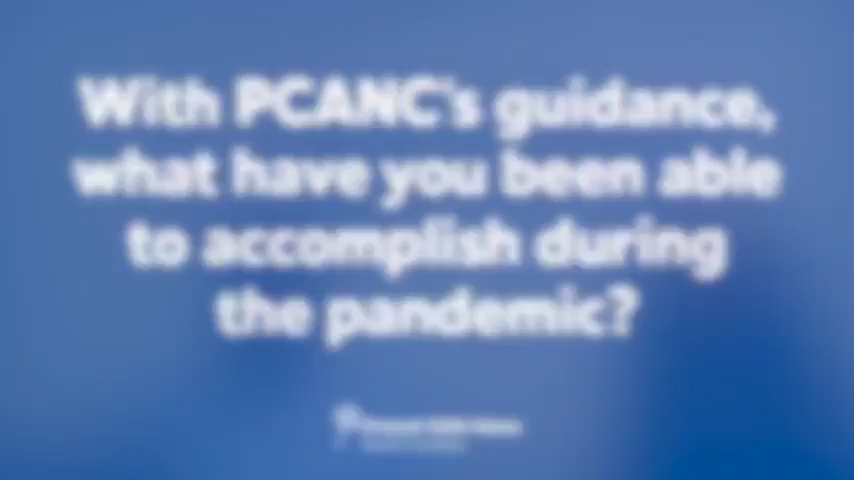 With PCANC's guidance,
what have you been able
to accomplish during
the pandemic?